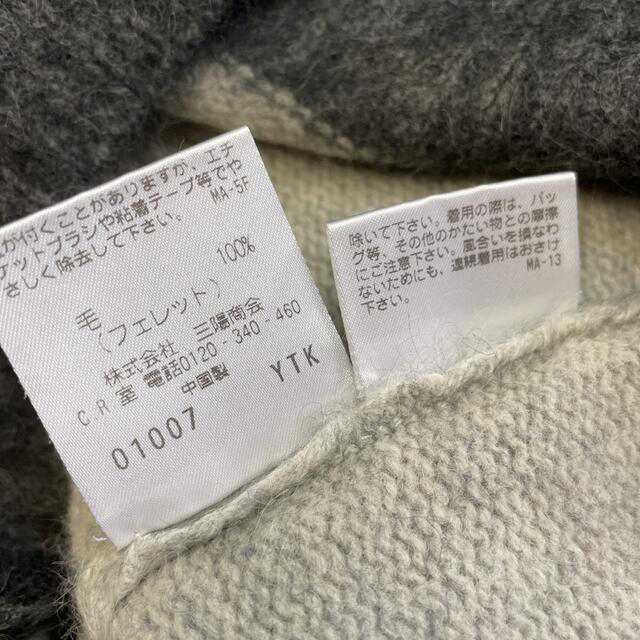 が行くことがありますが、エチ
ケットブラシや粘着テープ等でや
さしく除去して下さい。
MA-5F
毛 100%
(フェレット)
株式会社 三陽商会
C.R.室 電話0120-340-460
中国製
01007 YTK
除いて下さい。着用の際は、バッ
グ等、その他のかたい物との摩擦
にご注意下さい。風合いを損なわ
ないためにも、連続着用はおさけ
下さい。
MA-13